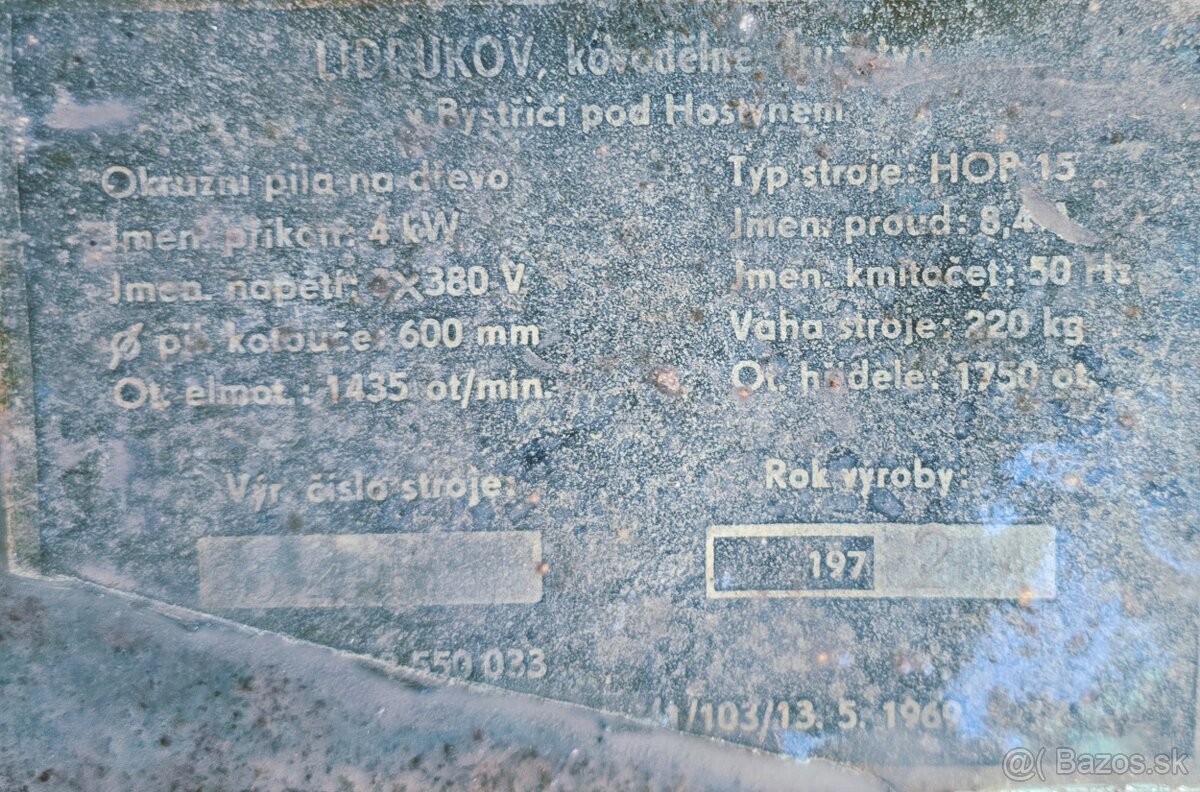 LIDRUKOV, kovodělné družstvo
v Bystřici pod Hostýnem
Okružní pila na dřevo
Typ stroje: HOP 15
Jmen. příkon: 4 kW
Jmen. proud: 8,4
Jmen. napětí: 3×380 V
Jmen. kmitočet: 50 Hz
ø pil. kotouče: 600 mm
Váha stroje: 220 kg
Ot. elmot.: 1435 ot/min.
Ot. hřídele: 1750 ot.
Výr. číslo stroje:
Rok výroby:
197 2
550 033
/103/13. 5. 1969
@( Bazos.sk